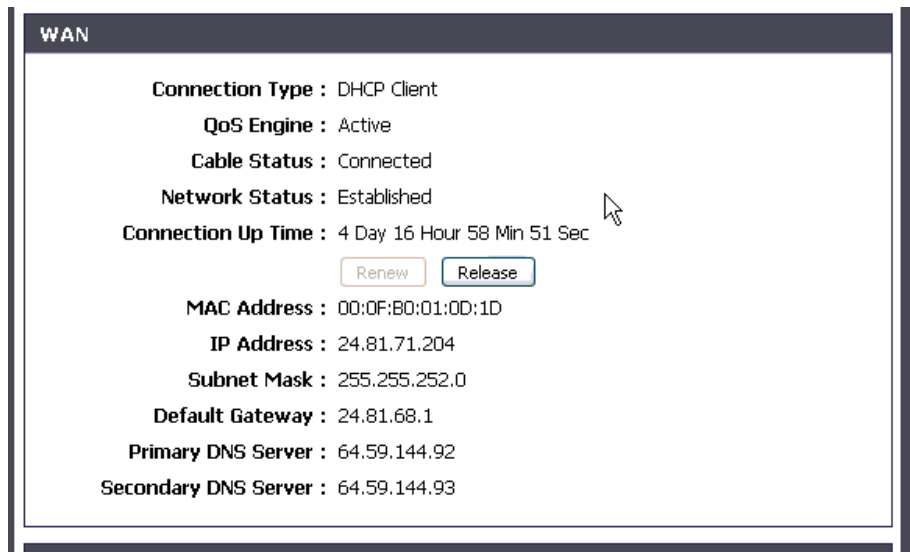 WAN
Connection Type : DHCP Client
QoS Engine : Active
Cable Status : Connected
Network Status : Established
Connection Up Time : 4 Day 16 Hour 58 Min 51 Sec
Renew Release
MAC Address : 00:0F:B0:01:0D:1D
IP Address : 24.81.71.204
Subnet Mask : 255.255.252.0
Default Gateway : 24.81.68.1
Primary DNS Server : 64.59.144.92
Secondary DNS Server : 64.59.144.93